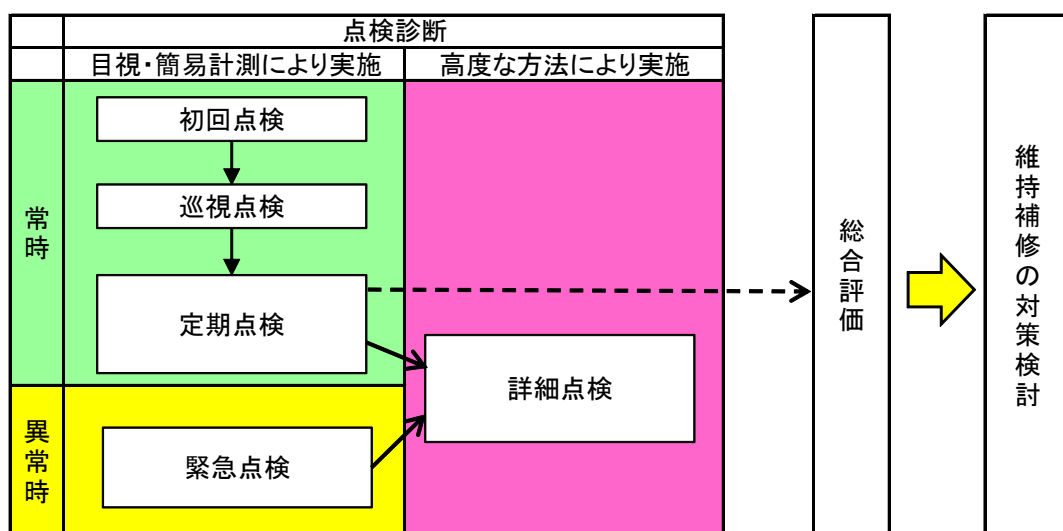 点検診断
目視・簡易計測により実施
高度な方法により実施
常時
初回点検
巡視点検
定期点検
詳細点検
異常時
緊急点検
総合評価
維持補修の対策検討